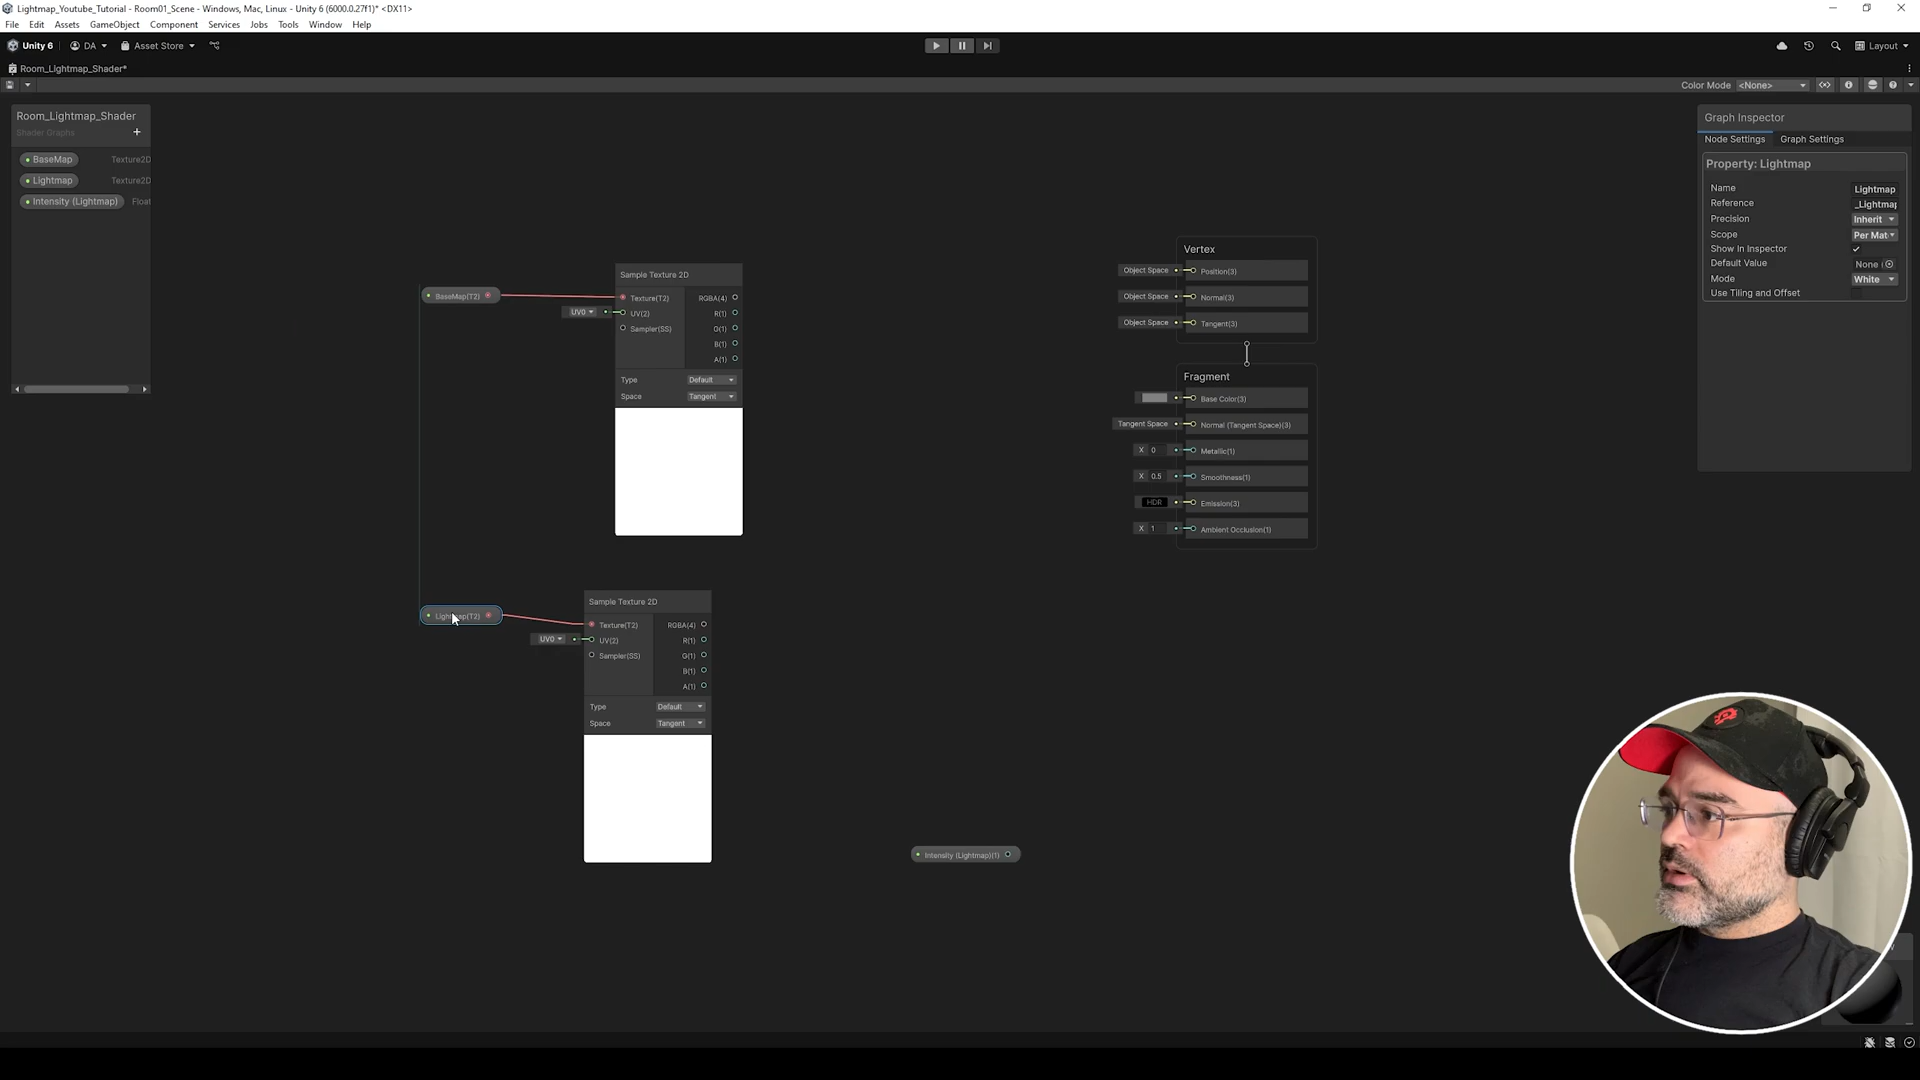 Lightmap_Youtube_Tutorial - Room01_Scene - Windows, Mac, Linux - Unity 6 (6000.0.27f1)* <DX11>
File Edit Assets GameObject Component Services Jobs Tools Window Help
Unity 6 DA Asset Store Layout
Room_Lightmap_Shader*
Color Mode <None>
Room_Lightmap_Shader
Shader Graphs
BaseMap Texture2D
Lightmap Texture2D
Intensity (Lightmap) Float
BaseMap(T2)
Sample Texture 2D
Texture(T2) RGBA(4)
UV0 UV(2) R(1)
Sampler(SS) G(1)
B(1)
A(1)
Type Default
Space Tangent
Lightmap(T2)
Sample Texture 2D
Texture(T2) RGBA(4)
UV0 UV(2) R(1)
Sampler(SS) G(1)
B(1)
A(1)
Type Default
Space Tangent
Intensity (Lightmap)(1)
Vertex
Object Space Position(3)
Object Space Normal(3)
Object Space Tangent(3)
Fragment
Base Color(3)
Tangent Space Normal (Tangent Space)(3)
X 0 Metallic(1)
X 0.5 Smoothness(1)
HDR Emission(3)
X 1 Ambient Occlusion(1)
Graph Inspector
Node Settings Graph Settings
Property: Lightmap
Name Lightmap
Reference _Lightmap
Precision Inherit
Scope Per Mat
Show In Inspector
Default Value None (
Mode White
Use Tiling and Offset